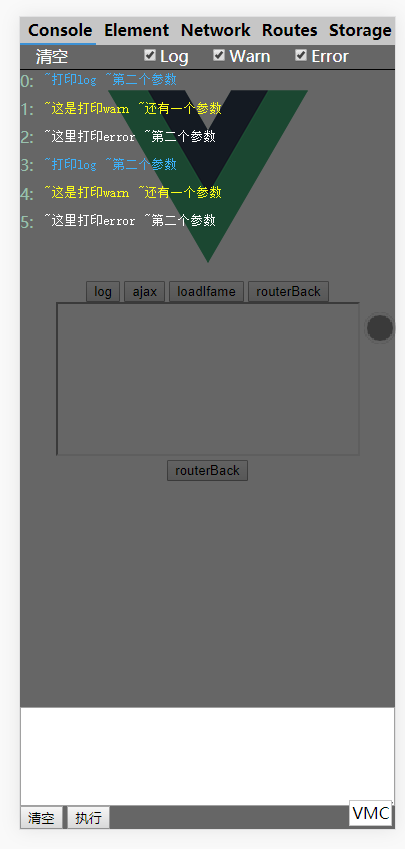 Console Element Network Routes Storage
清空 Log Warn Error
0: ~打印log ~第二个参数
1: ~这是打印warn ~还有一个参数
2: ~这里打印error ~第二个参数
3: ~打印log ~第二个参数
4: ~这是打印warn ~还有一个参数
5: ~这里打印error ~第二个参数
log ajax loadIfame routerBack
routerBack
清空 执行 VMC